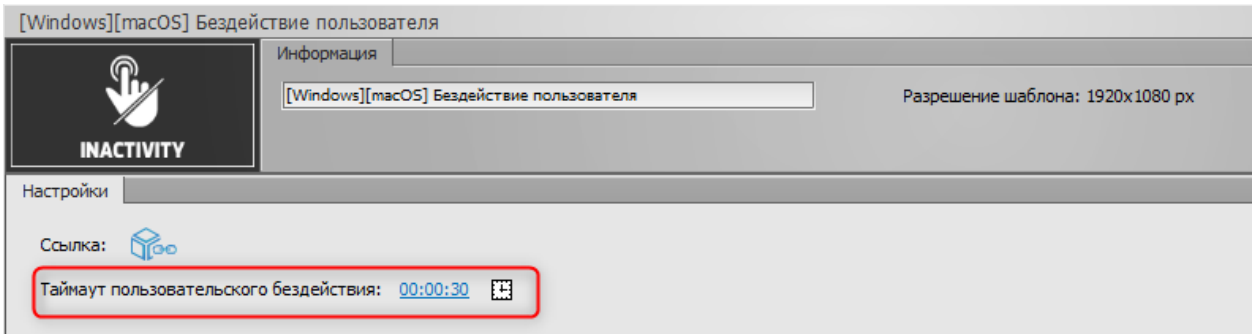 [Windows][macOS] Бездействие пользователя
INACTIVITY
Информация
[Windows][macOS] Бездействие пользователя
Разрешение шаблона: 1920x1080 px
Настройки
Ссылка:
Таймаут пользовательского бездействия: 00:00:30